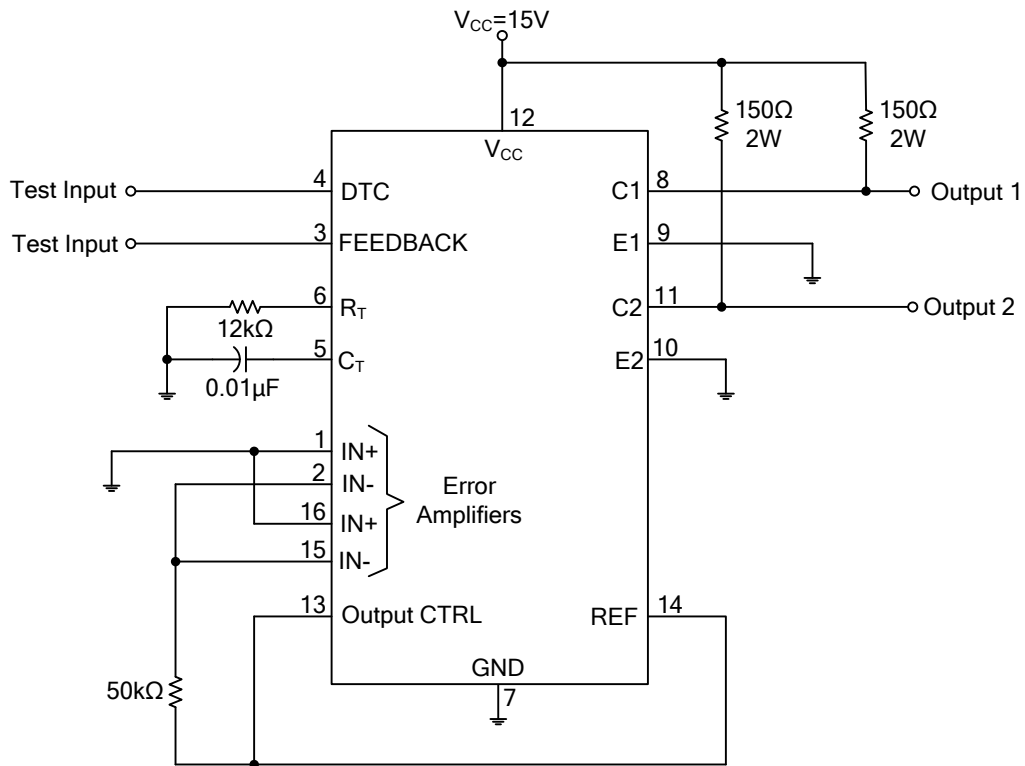 V_CC=15V
12
V_CC
150Ω
2W
150Ω
2W
Test Input
4
DTC
C1
8
Output 1
Test Input
3
FEEDBACK
E1
9
6
R_T
12kΩ
C2
11
Output 2
5
C_T
0.01µF
E2
10
1
IN+
2
IN-
16
IN+
15
IN-
Error
Amplifiers
13
Output CTRL
REF
14
GND
7
50kΩ